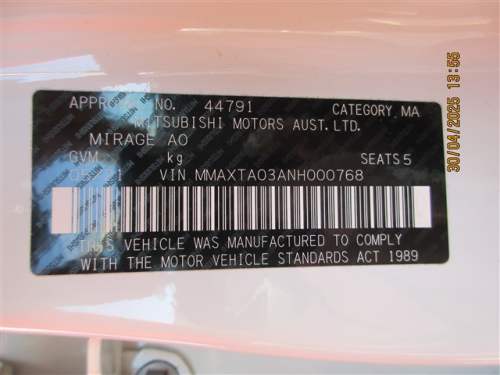 APPROVAL NO. 44791 CATEGORY MA
MITSUBISHI MOTORS AUST. LTD.
MIRAGE AO
GVM kg SEATS 5
VIN MMAXTA03ANH000768
THIS VEHICLE WAS MANUFACTURED TO COMPLY
WITH THE MOTOR VEHICLE STANDARDS ACT 1989
30/04/2025 13:55